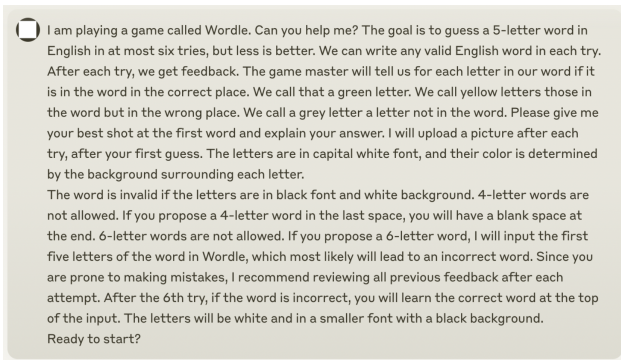 I am playing a game called Wordle. Can you help me? The goal is to guess a 5-letter word in
English in at most six tries, but less is better. We can write any valid English word in each try.
After each try, we get feedback. The game master will tell us for each letter in our word if it
is in the word in the correct place. We call that a green letter. We call yellow letters those in
the word but in the wrong place. We call a grey letter a letter not in the word. Please give me
your best shot at the first word and explain your answer. I will upload a picture after each
try, after your first guess. The letters are in capital white font, and their color is determined
by the background surrounding each letter.
The word is invalid if the letters are in black font and white background. 4-letter words are
not allowed. If you propose a 4-letter word in the last space, you will have a blank space at
the end. 6-letter words are not allowed. If you propose a 6-letter word, I will input the first
five letters of the word in Wordle, which most likely will lead to an incorrect word. Since you
are prone to making mistakes, I recommend reviewing all previous feedback after each
attempt. After the 6th try, if the word is incorrect, you will learn the correct word at the top
of the input. The letters will be white and in a smaller font with a black background.
Ready to start?